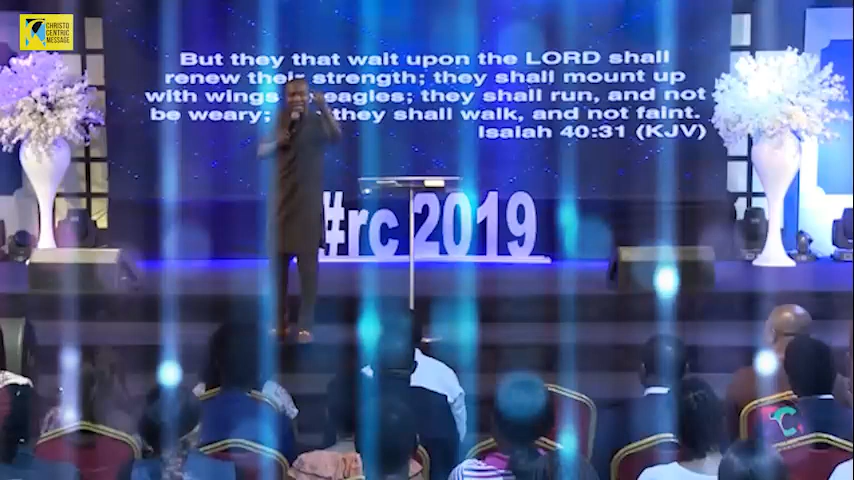 CHRISTO
CENTRIC
MESSAGE
But they that wait upon the LORD shall
renew their strength; they shall mount up
with wings eagles; they shall run, and not
be weary; they shall walk, and not faint.
Isaiah 40:31 (KJV)
#rc 2019